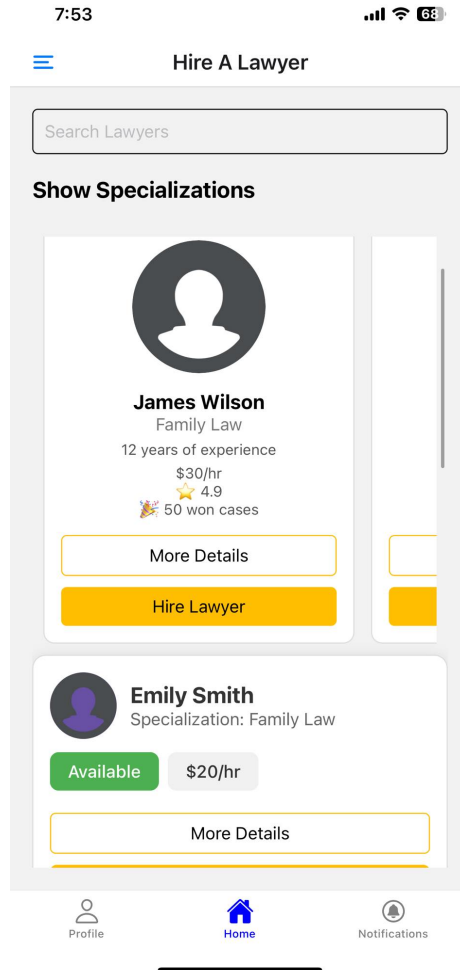 7:53
68
Hire A Lawyer
Search Lawyers
Show Specializations
James Wilson
Family Law
12 years of experience
$30/hr
⭐ 4.9
🎉 50 won cases
More Details
Hire Lawyer
Emily Smith
Specialization: Family Law
Available
$20/hr
More Details
Profile
Home
Notifications